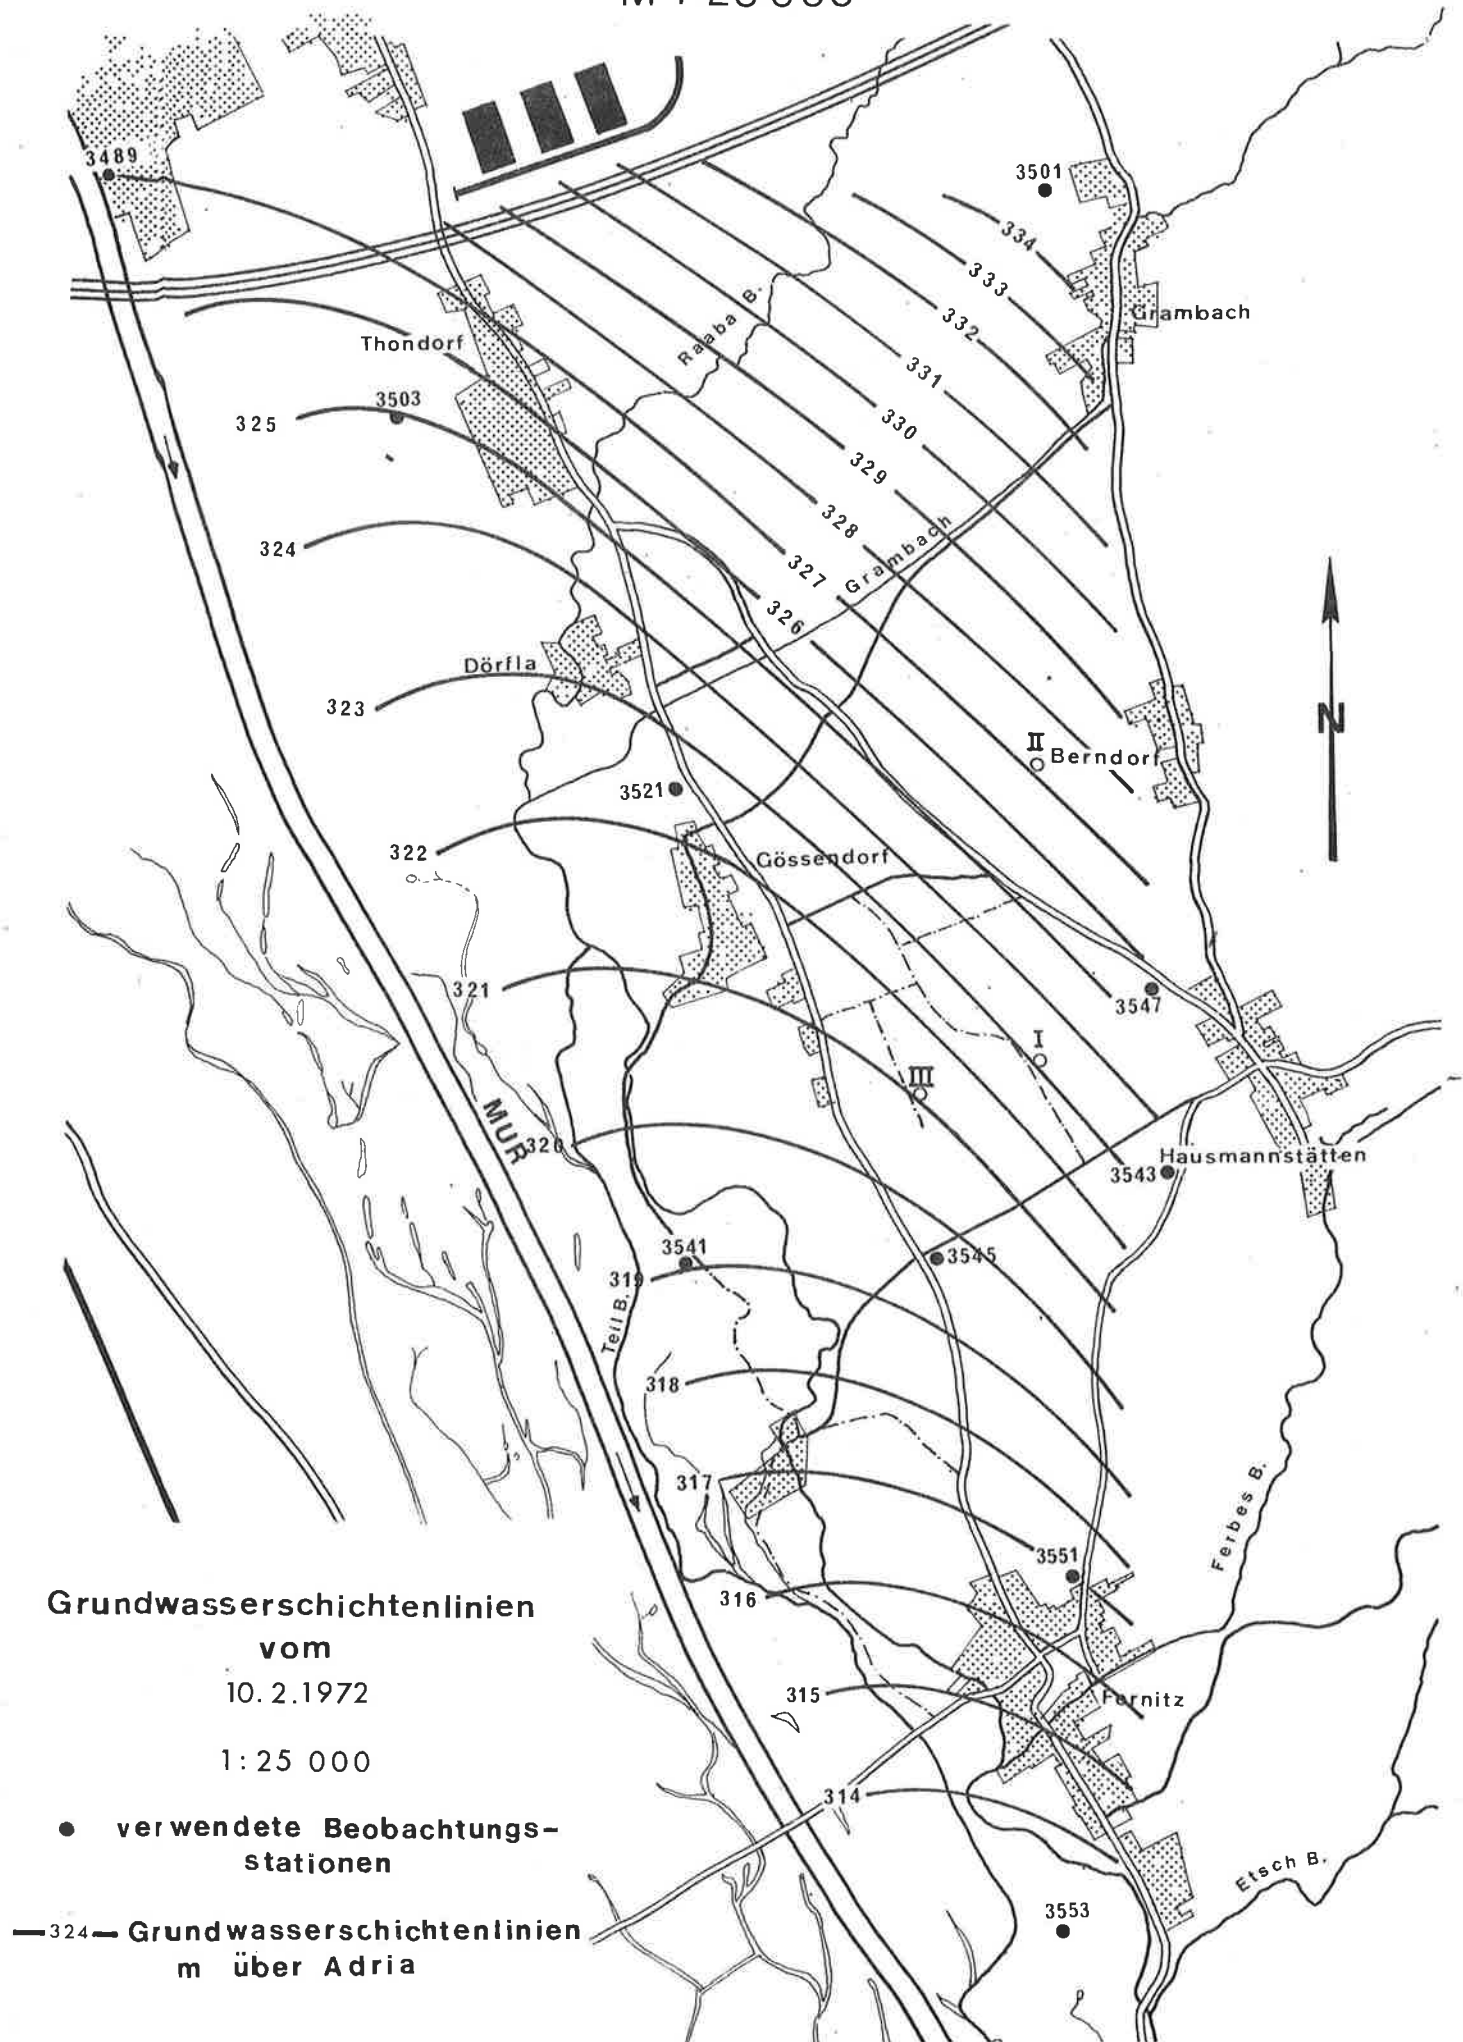 3489
3501
334
333
Grambach
332
Raaba B.
Thondorf
331
3503
325
330
329
328
324
Grambach
327
326
Dörfla
323
N
II
Berndorf
3521
322
Gössendorf
321
3547
I
III
MUR
320
Hausmannstätten
3543
3541
3545
319
Teil B.
318
317
Ferbes B.
3551
316
Grundwasserschichtenlinien
vom
10.2.1972
315
Fernitz
1:25 000
314
verwendete Beobachtungs-
stationen
Etsch B.
3553
324 Grundwasserschichtenlinien
m über Adria